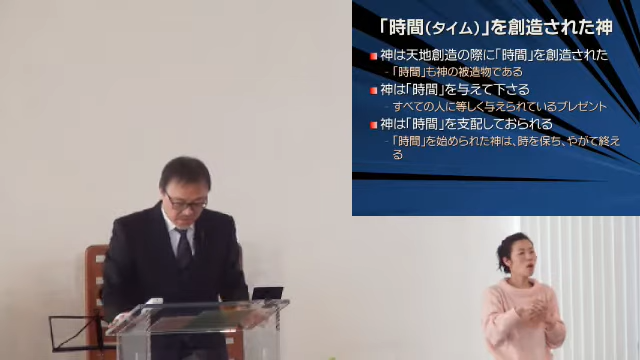 「時間(タイム)」を創造された神
神は天地創造の際に「時間」を創造された
- 「時間」も神の被造物である
神は「時間」を与えて下さる
- すべての人に等しく与えられているプレゼント
神は「時間」を支配しておられる
- 「時間」を始められた神は、時を保ち、やがて終え
る